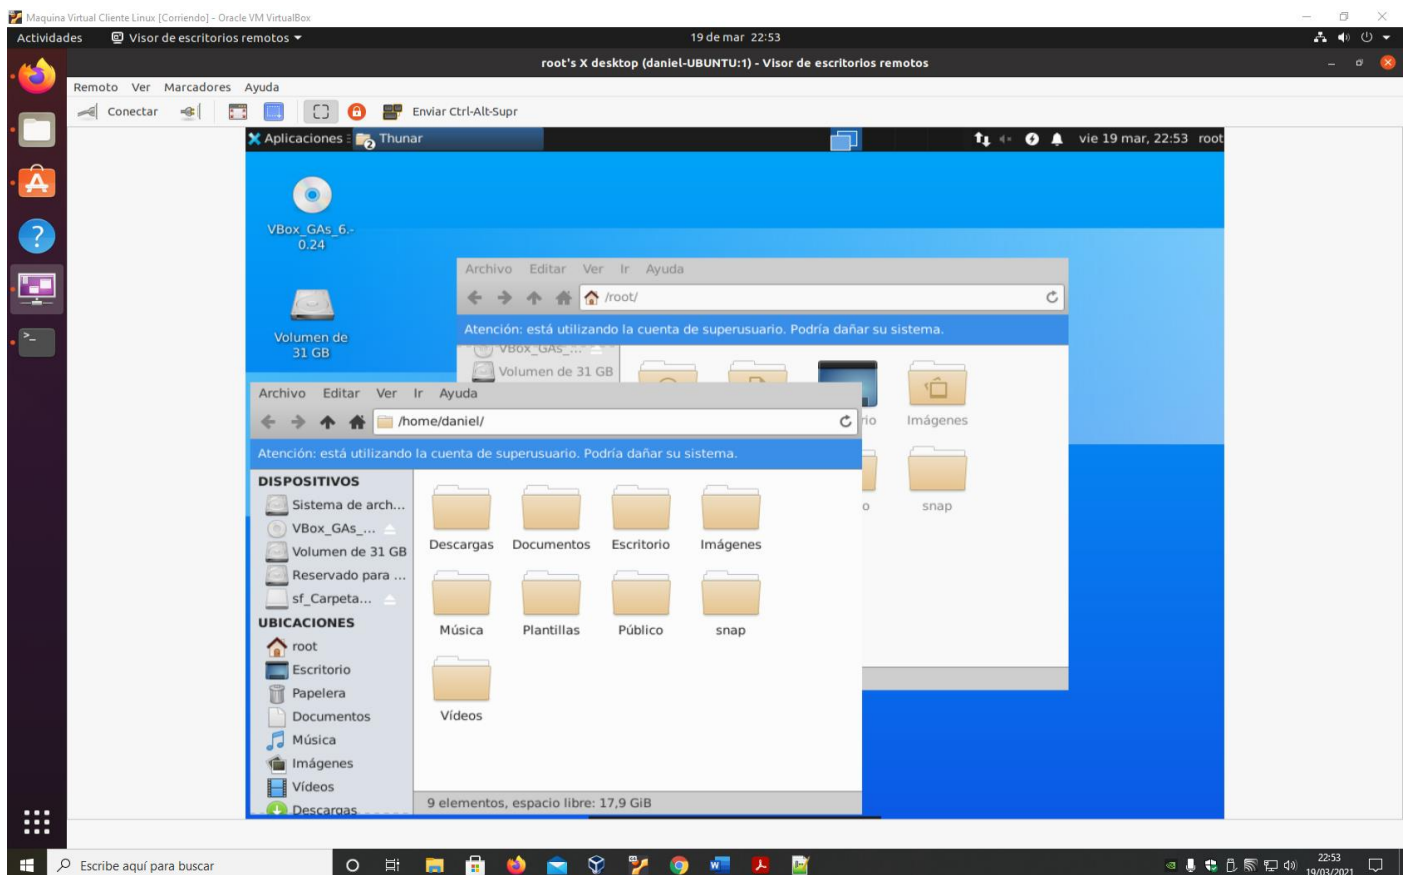 Maquina Virtual Cliente Linux [Corriendo] - Oracle VM VirtualBox
Actividades Visor de escritorios remotos 19 de mar 22:53
root's X desktop (daniel-UBUNTU:1) - Visor de escritorios remotos
Remoto Ver Marcadores Ayuda
Conectar Enviar Ctrl-Alt-Supr
Aplicaciones 2 Thunar vie 19 mar, 22:53 root
VBox_GAs_6.-
0.24
Volumen de
31 GB
Archivo Editar Ver Ir Ayuda
/root/
Atención: está utilizando la cuenta de superusuario. Podría dañar su sistema.
VBox_GAs_...
Volumen de 31 GB
rio Imágenes
o snap
Archivo Editar Ver Ir Ayuda
/home/daniel/
Atención: está utilizando la cuenta de superusuario. Podría dañar su sistema.
DISPOSITIVOS
Sistema de arch...
VBox_GAs_...
Volumen de 31 GB
Reservado para ...
sf_Carpeta...
UBICACIONES
root
Escritorio
Papelera
Documentos
Música
Imágenes
Vídeos
Descargas
Descargas Documentos Escritorio Imágenes
Música Plantillas Público snap
Vídeos
9 elementos, espacio libre: 17,9 GiB
Escribe aquí para buscar
22:53
19/03/2021